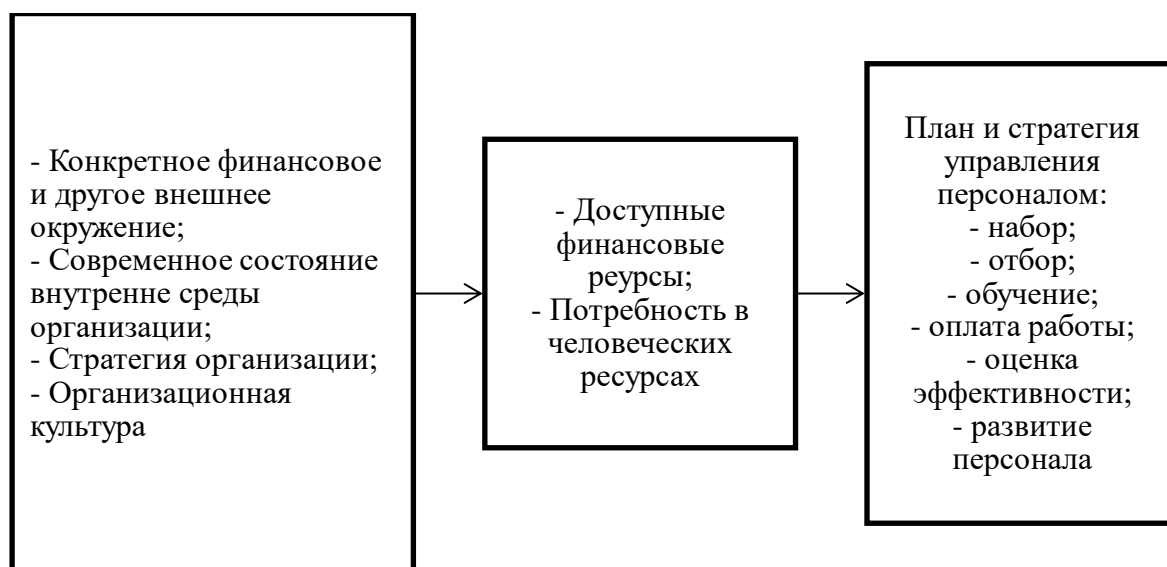 - Конкретное финансовое
и другое внешнее
окружение;
- Современное состояние
внутренне среды
организации;
- Стратегия организации;
- Организационная
культура
- Доступные
финансовые
реурсы;
- Потребность в
человеческих
ресурсах
План и стратегия
управления
персоналом:
- набор;
- отбор;
- обучение;
- оплата работы;
- оценка
эффективности;
- развитие
персонала